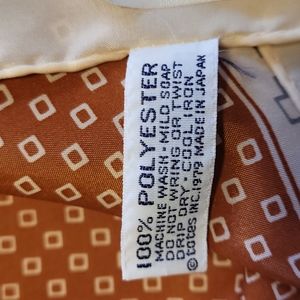 100% POLYESTER
MACHINE WASH-MILD SOAP
DO NOT WRING OR TWIST
DRIP DRY-COOL IRON
©totes INC.1979 MADE IN JAPAN